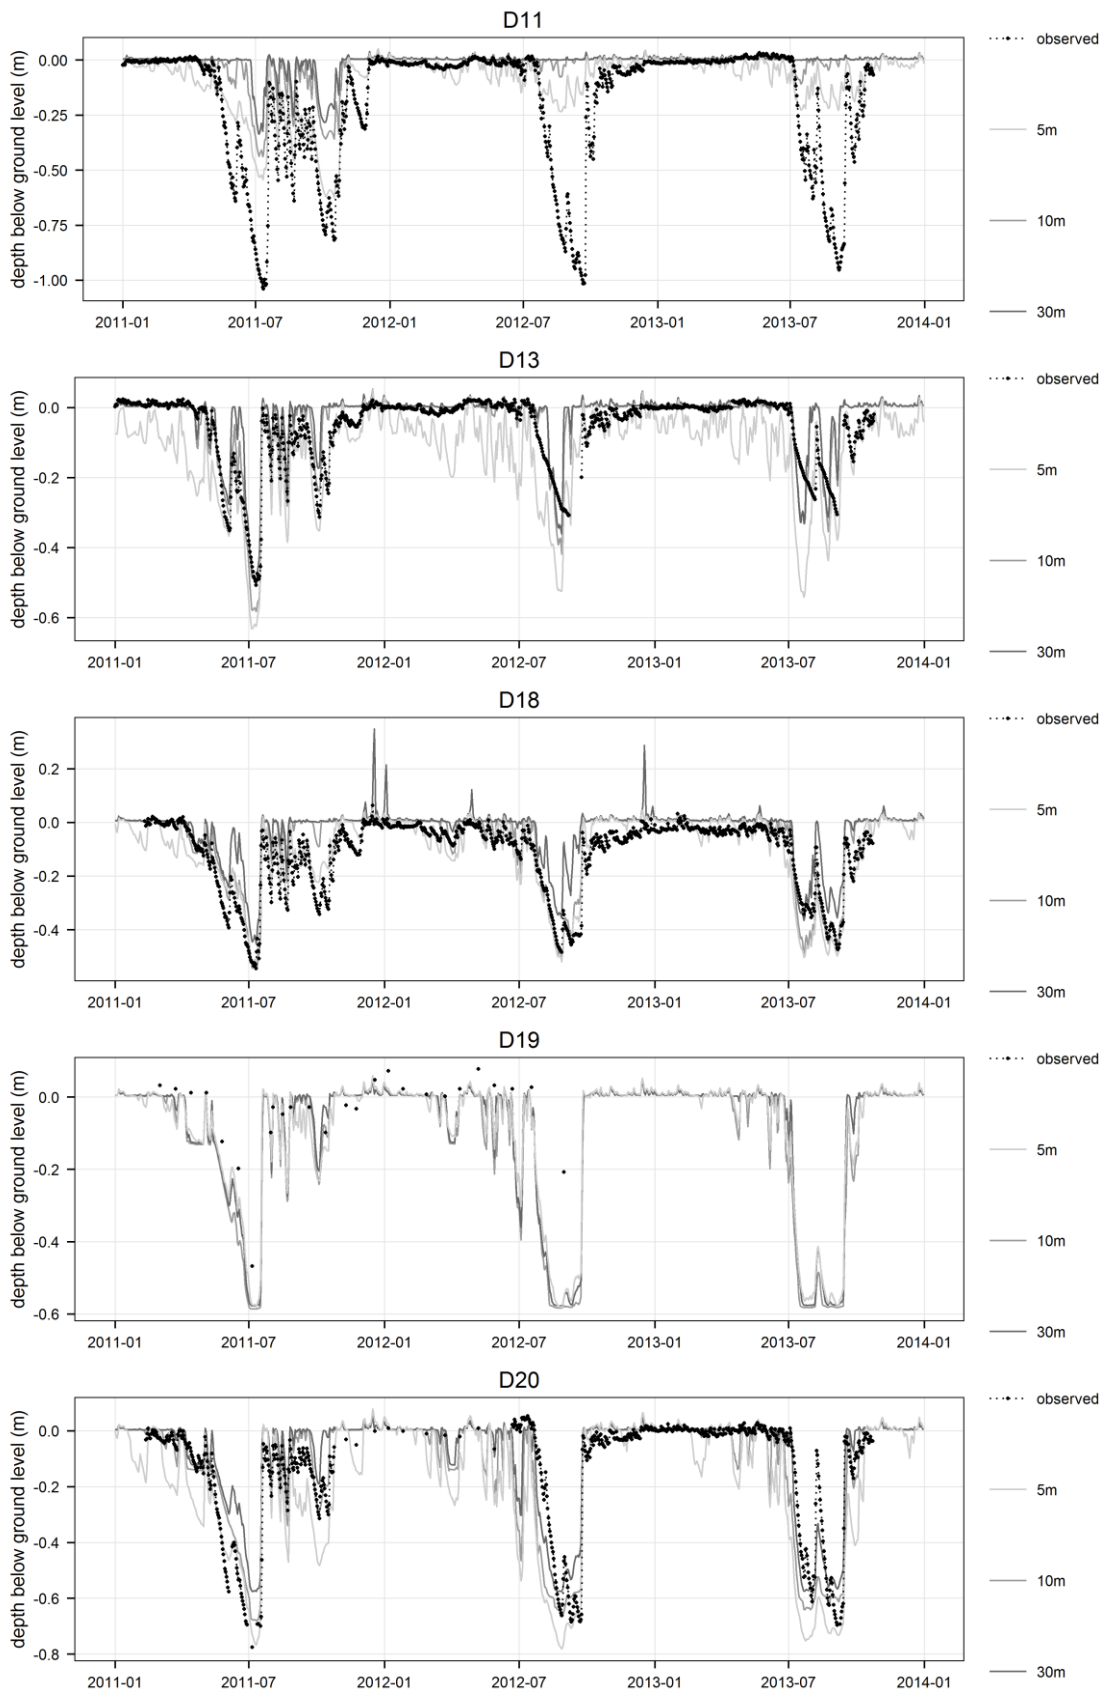 D11
depth below ground level (m)
0.00
-0.25
-0.50
-0.75
-1.00
2011-01
2011-07
2012-01
2012-07
2013-01
2013-07
2014-01
observed
5m
10m
30m
D13
depth below ground level (m)
0.0
-0.2
-0.4
-0.6
2011-01
2011-07
2012-01
2012-07
2013-01
2013-07
2014-01
observed
5m
10m
30m
D18
depth below ground level (m)
0.2
0.0
-0.2
-0.4
2011-01
2011-07
2012-01
2012-07
2013-01
2013-07
2014-01
observed
5m
10m
30m
D19
depth below ground level (m)
0.0
-0.2
-0.4
-0.6
2011-01
2011-07
2012-01
2012-07
2013-01
2013-07
2014-01
observed
5m
10m
30m
D20
depth below ground level (m)
0.0
-0.2
-0.4
-0.6
-0.8
2011-01
2011-07
2012-01
2012-07
2013-01
2013-07
2014-01
observed
5m
10m
30m